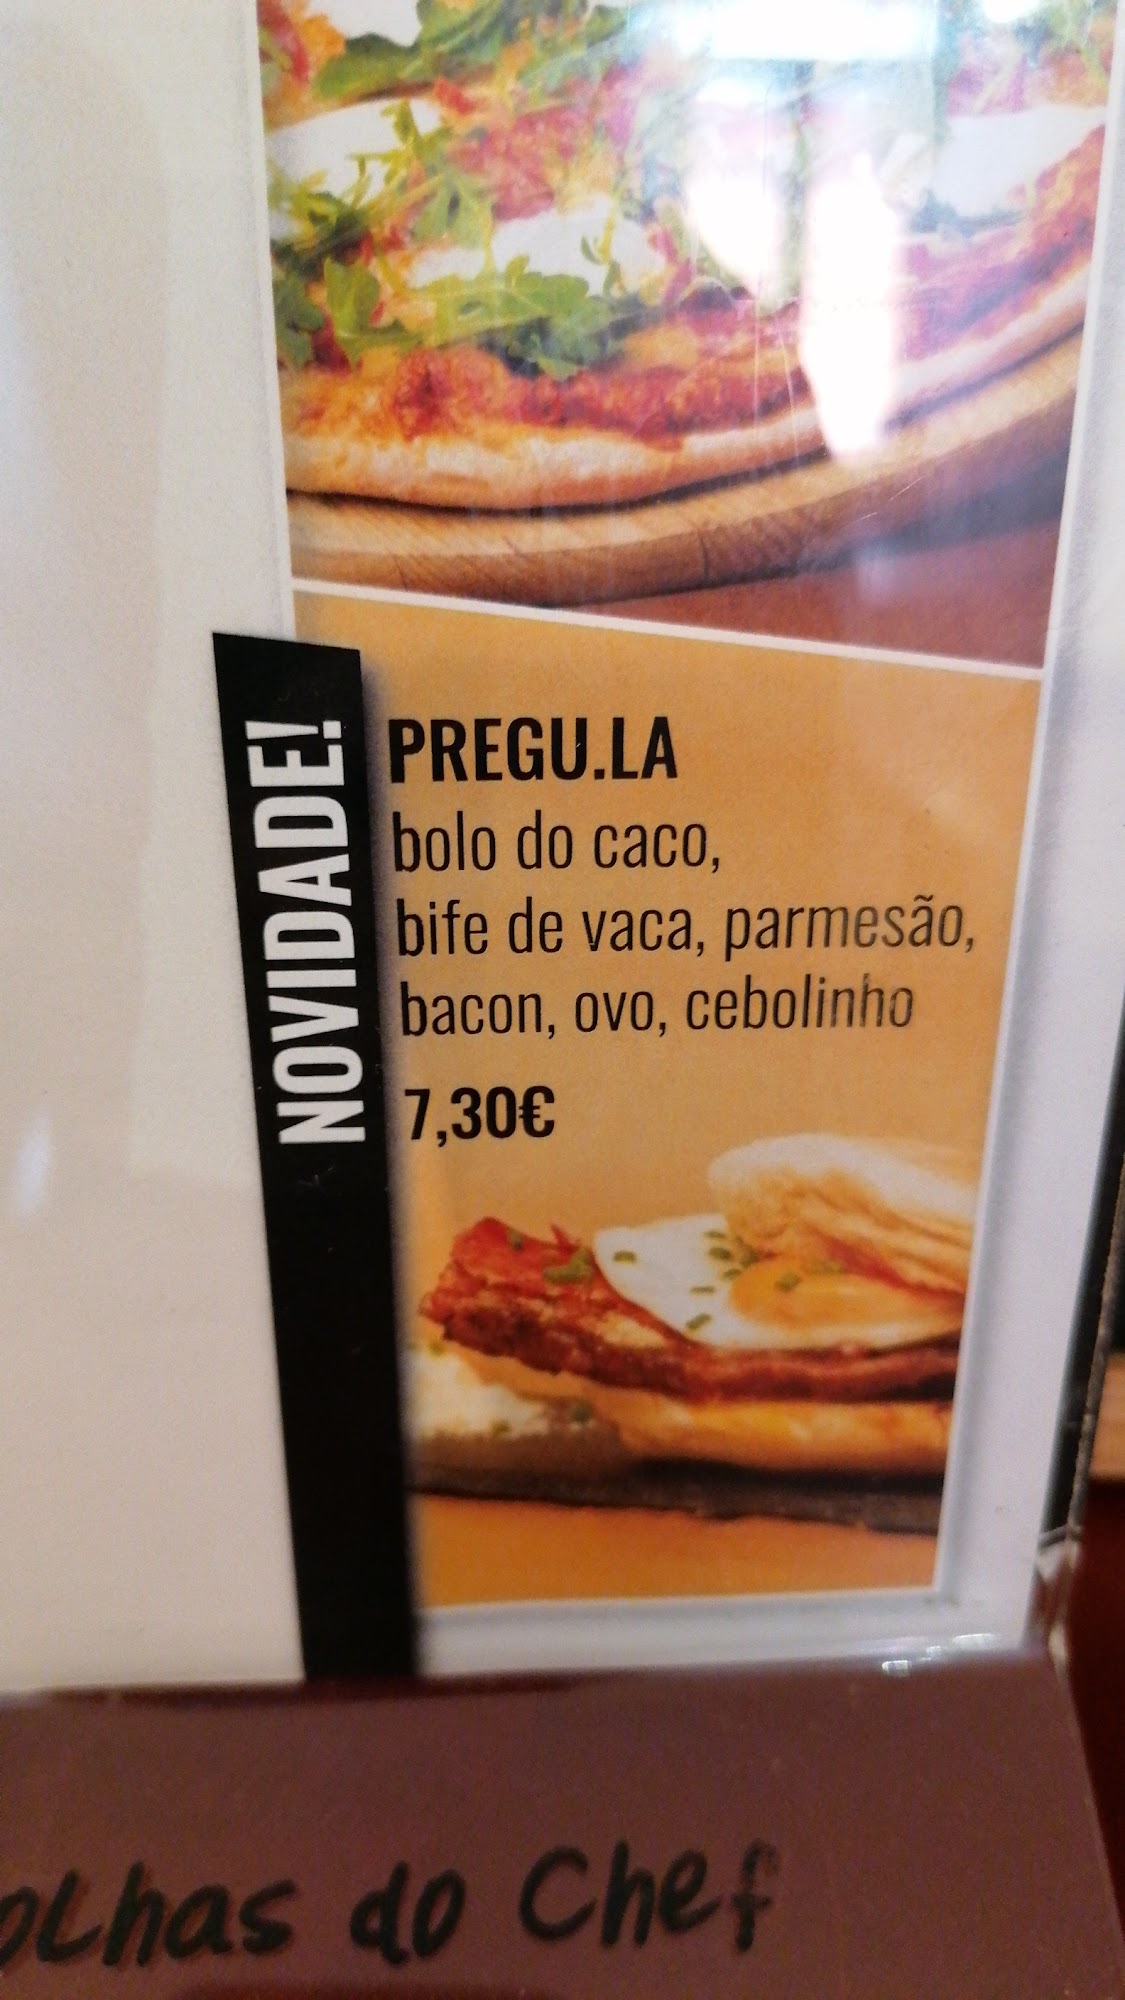 NOVIDADE!
PREGU.LA
bolo do caco,
bife de vaca, parmesão,
bacon, ovo, cebolinho
7,30€
do Chef